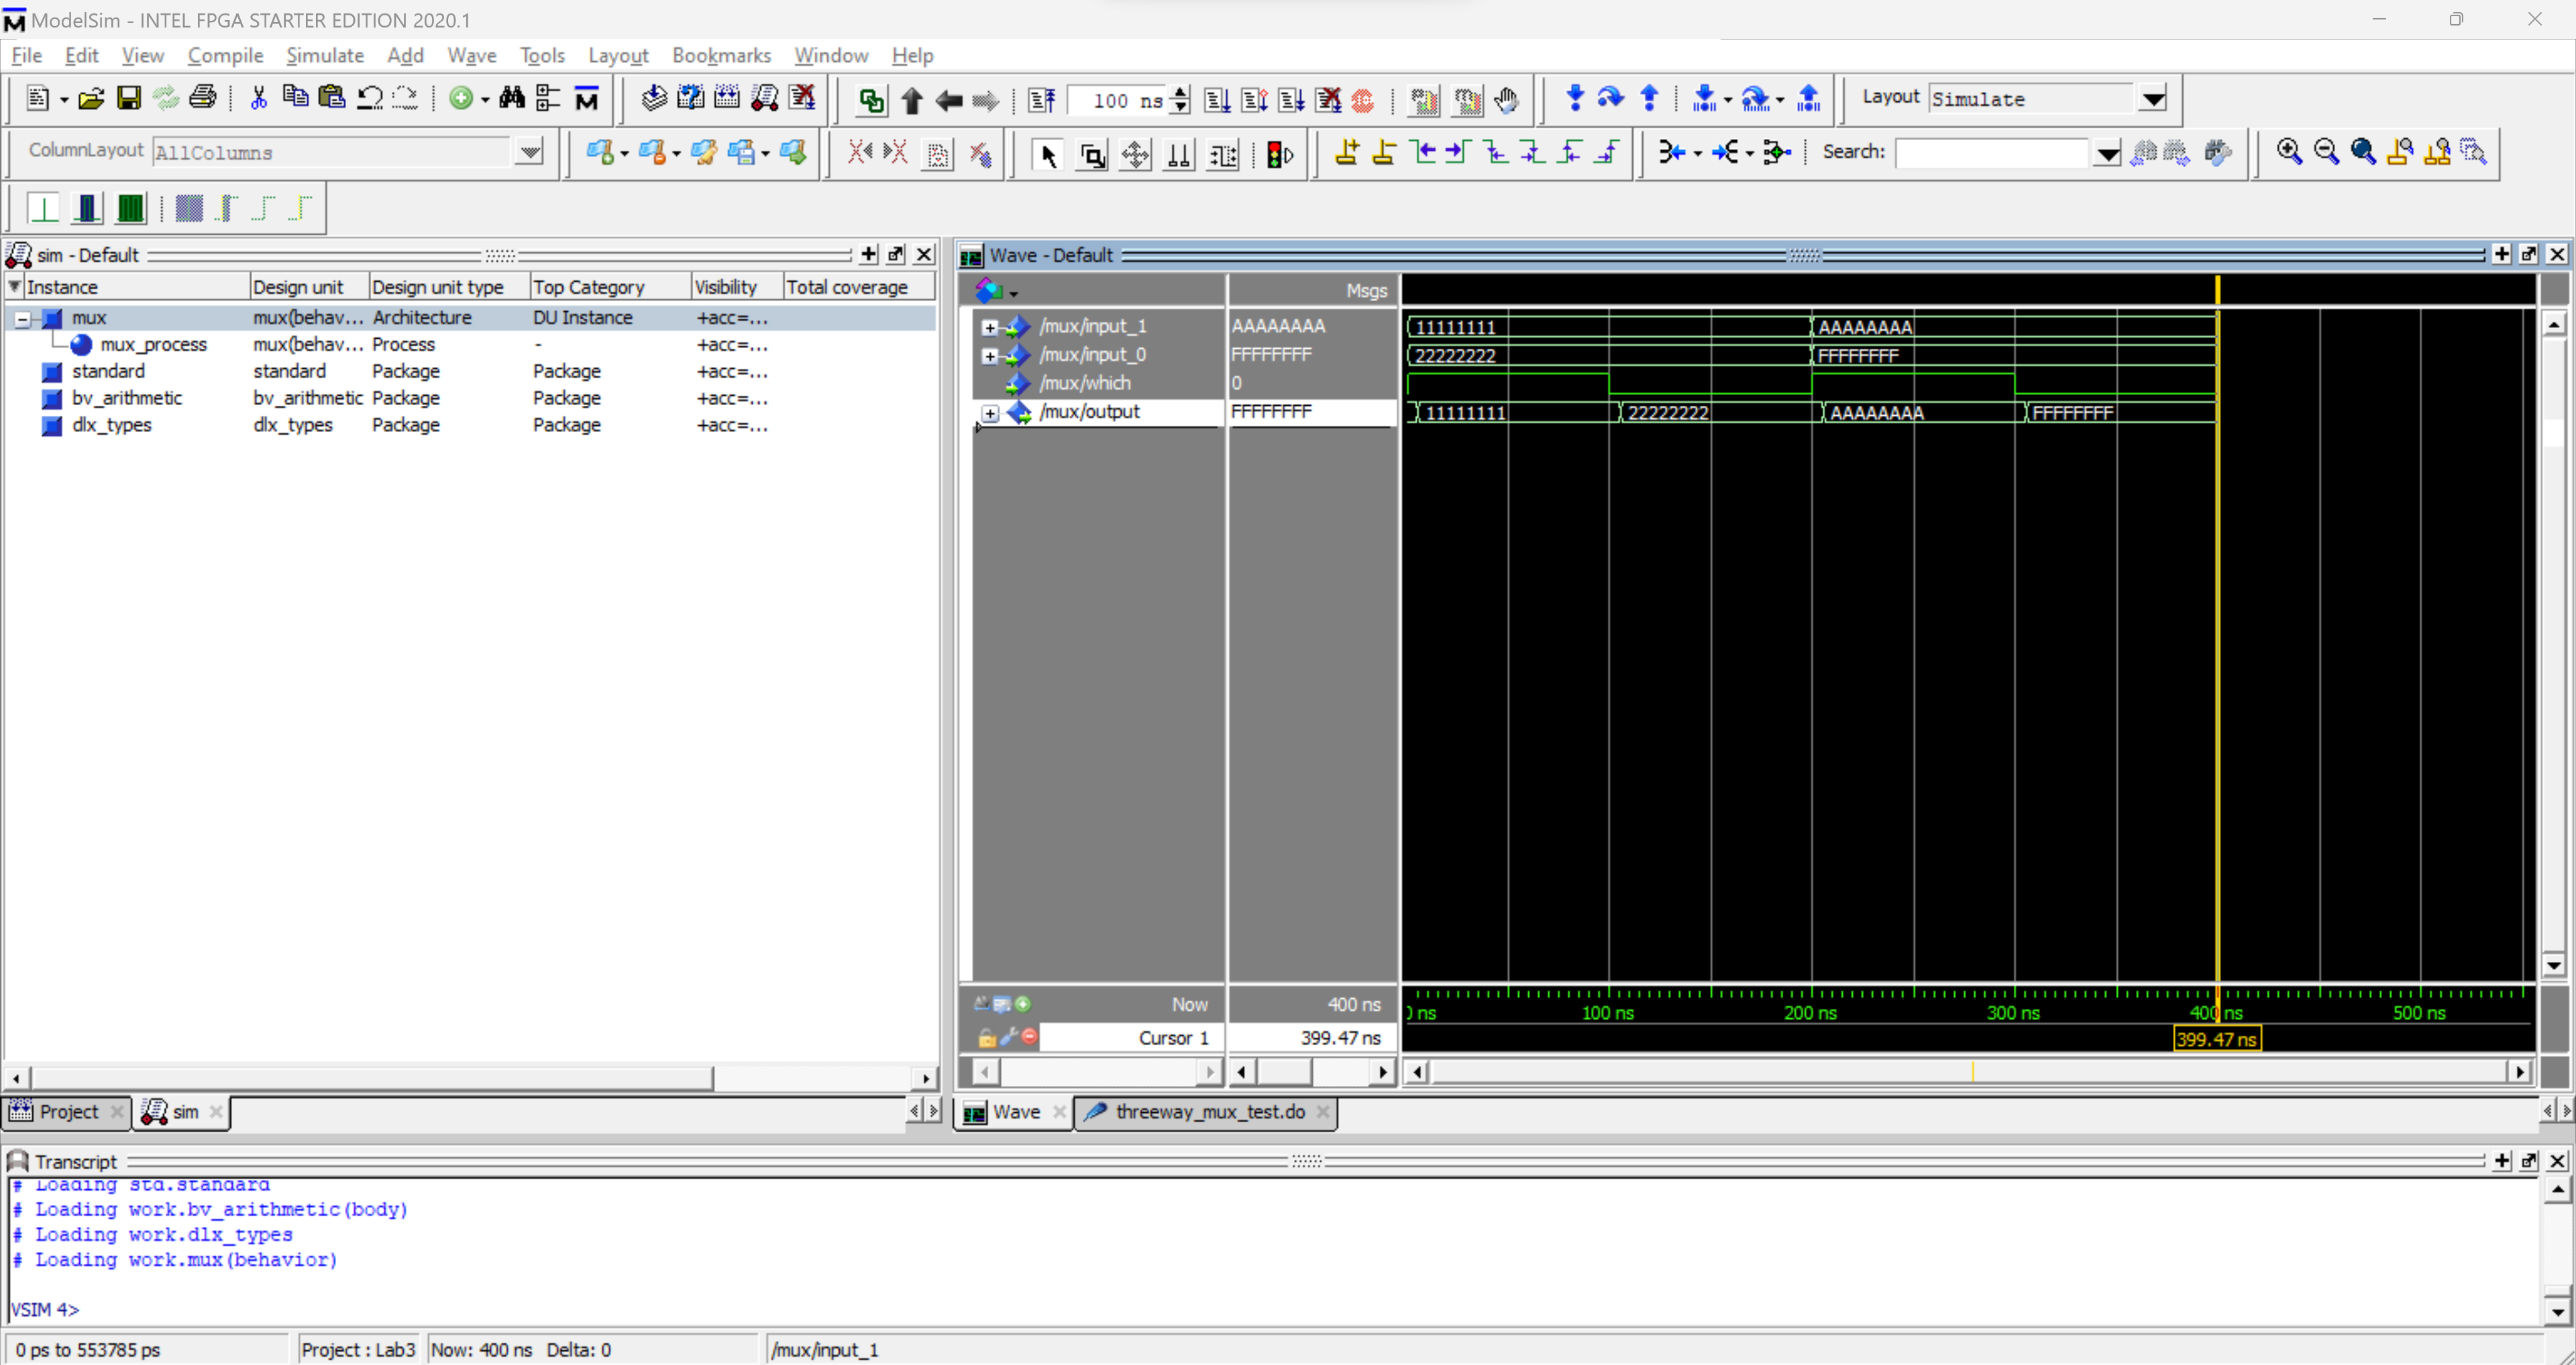 ModelSim - INTEL FPGA STARTER EDITION 2020.1
File Edit View Compile Simulate Add Wave Tools Layout Bookmarks Window Help
100 ns Layout Simulate
ColumnLayout AllColumns Search:
sim - Default
Instance Design unit Design unit type Top Category Visibility Total coverage
mux mux(behav... Architecture DU Instance +acc=...
mux_process mux(behav... Process - +acc=...
standard standard Package Package +acc=...
bv_arithmetic bv_arithmetic Package Package +acc=...
dlx_types dlx_types Package Package +acc=...
Wave - Default
Msgs
/mux/input_1 AAAAAAAA 11111111 AAAAAAAA
/mux/input_0 FFFFFFFF 22222222 FFFFFFFF
/mux/which 0
/mux/output FFFFFFFF 11111111 22222222 AAAAAAAA FFFFFFFF
Now 400 ns ns 100 ns 200 ns 300 ns 400 ns 500 ns
Cursor 1 399.47 ns 399.47 ns
Project sim
Wave threeway_mux_test.do
Transcript
# Loading std.standard
# Loading work.bv_arithmetic(body)
# Loading work.dlx_types
# Loading work.mux(behavior)
VSIM 4>
0 ps to 553785 ps Project : Lab3 Now: 400 ns Delta: 0 /mux/input_1